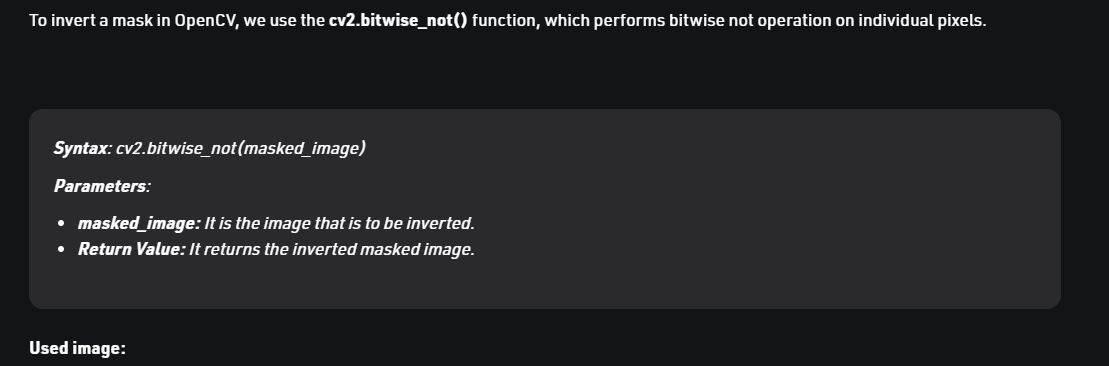 To invert a mask in OpenCV, we use the cv2.bitwise_not() function, which performs bitwise not operation on individual pixels.
Syntax: cv2.bitwise_not(masked_image)
Parameters:
• masked_image: It is the image that is to be inverted.
• Return Value: It returns the inverted masked image.
Used image: